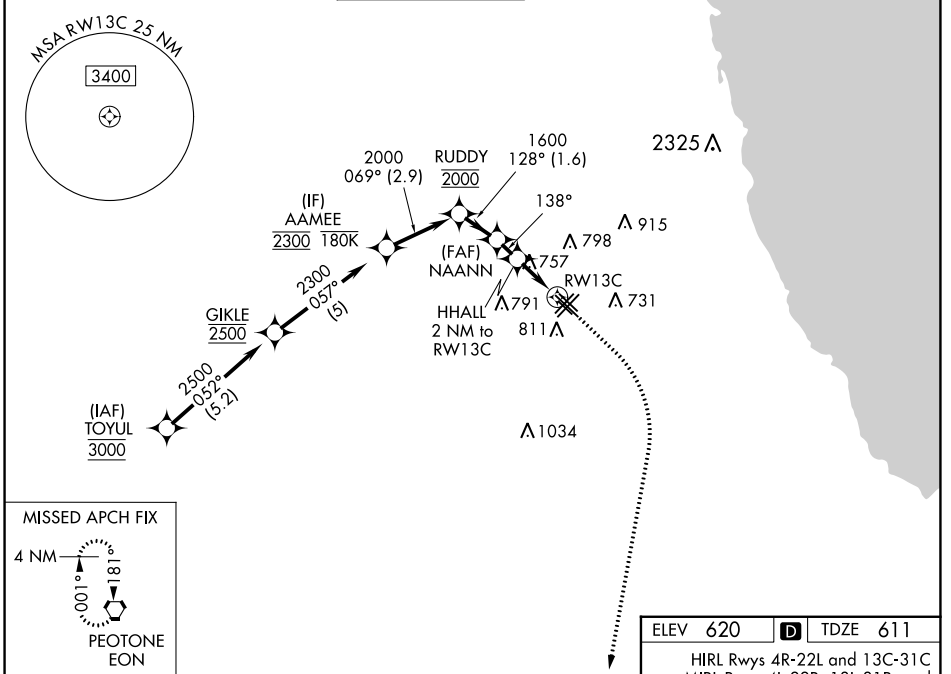 MSA RW13C 25 NM
3400
2325
1600
128° (1.6)
2000
069° (2.9)
RUDDY
2000
138°
(IF)
AAMEE
2300 180K
915
798
(FAF)
NAANN
757
RW13C
2300
057°
(5)
791
731
HHALL
2 NM to
RW13C
811
GIKLE
2500
2500
052°
(5.2)
(IAF)
TOYUL
3000
1034
MISSED APCH FIX
4 NM
001°
181°
PEOTONE
EON
ELEV 620 D TDZE 611
HIRL Rwys 4R-22L and 13C-31C